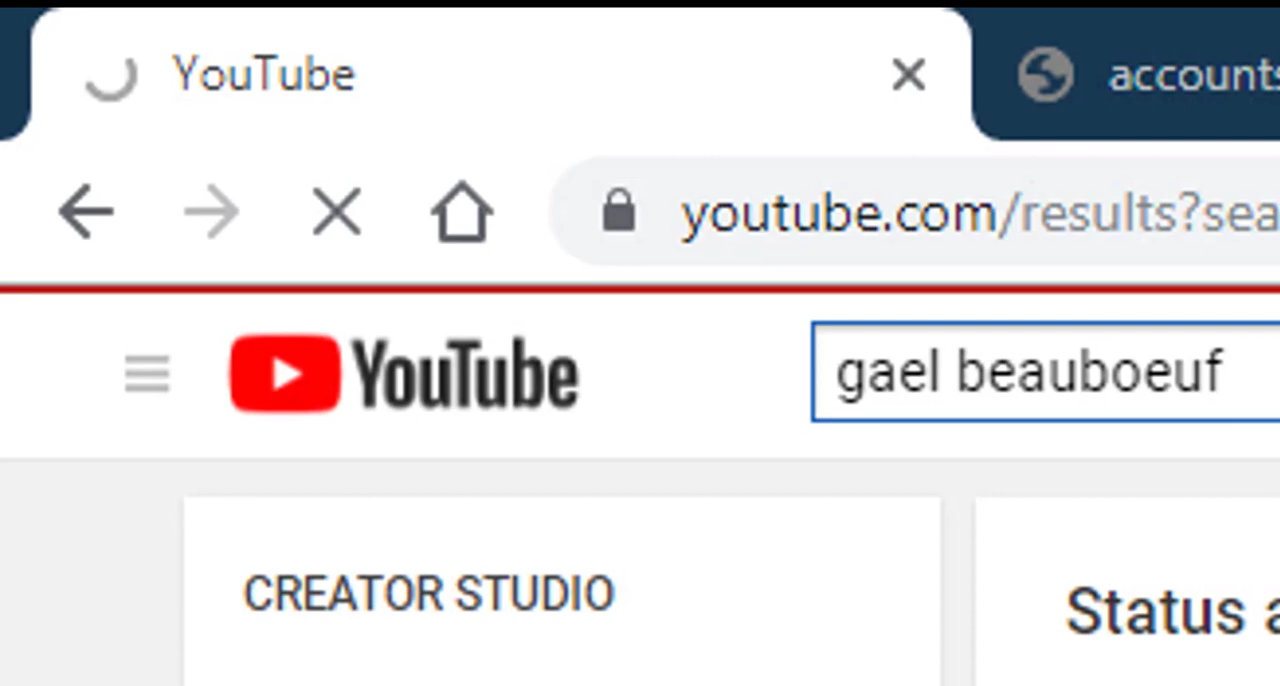 YouTube
accounts
youtube.com/results?sea
YouTube
gael beauboeuf
CREATOR STUDIO
Status a